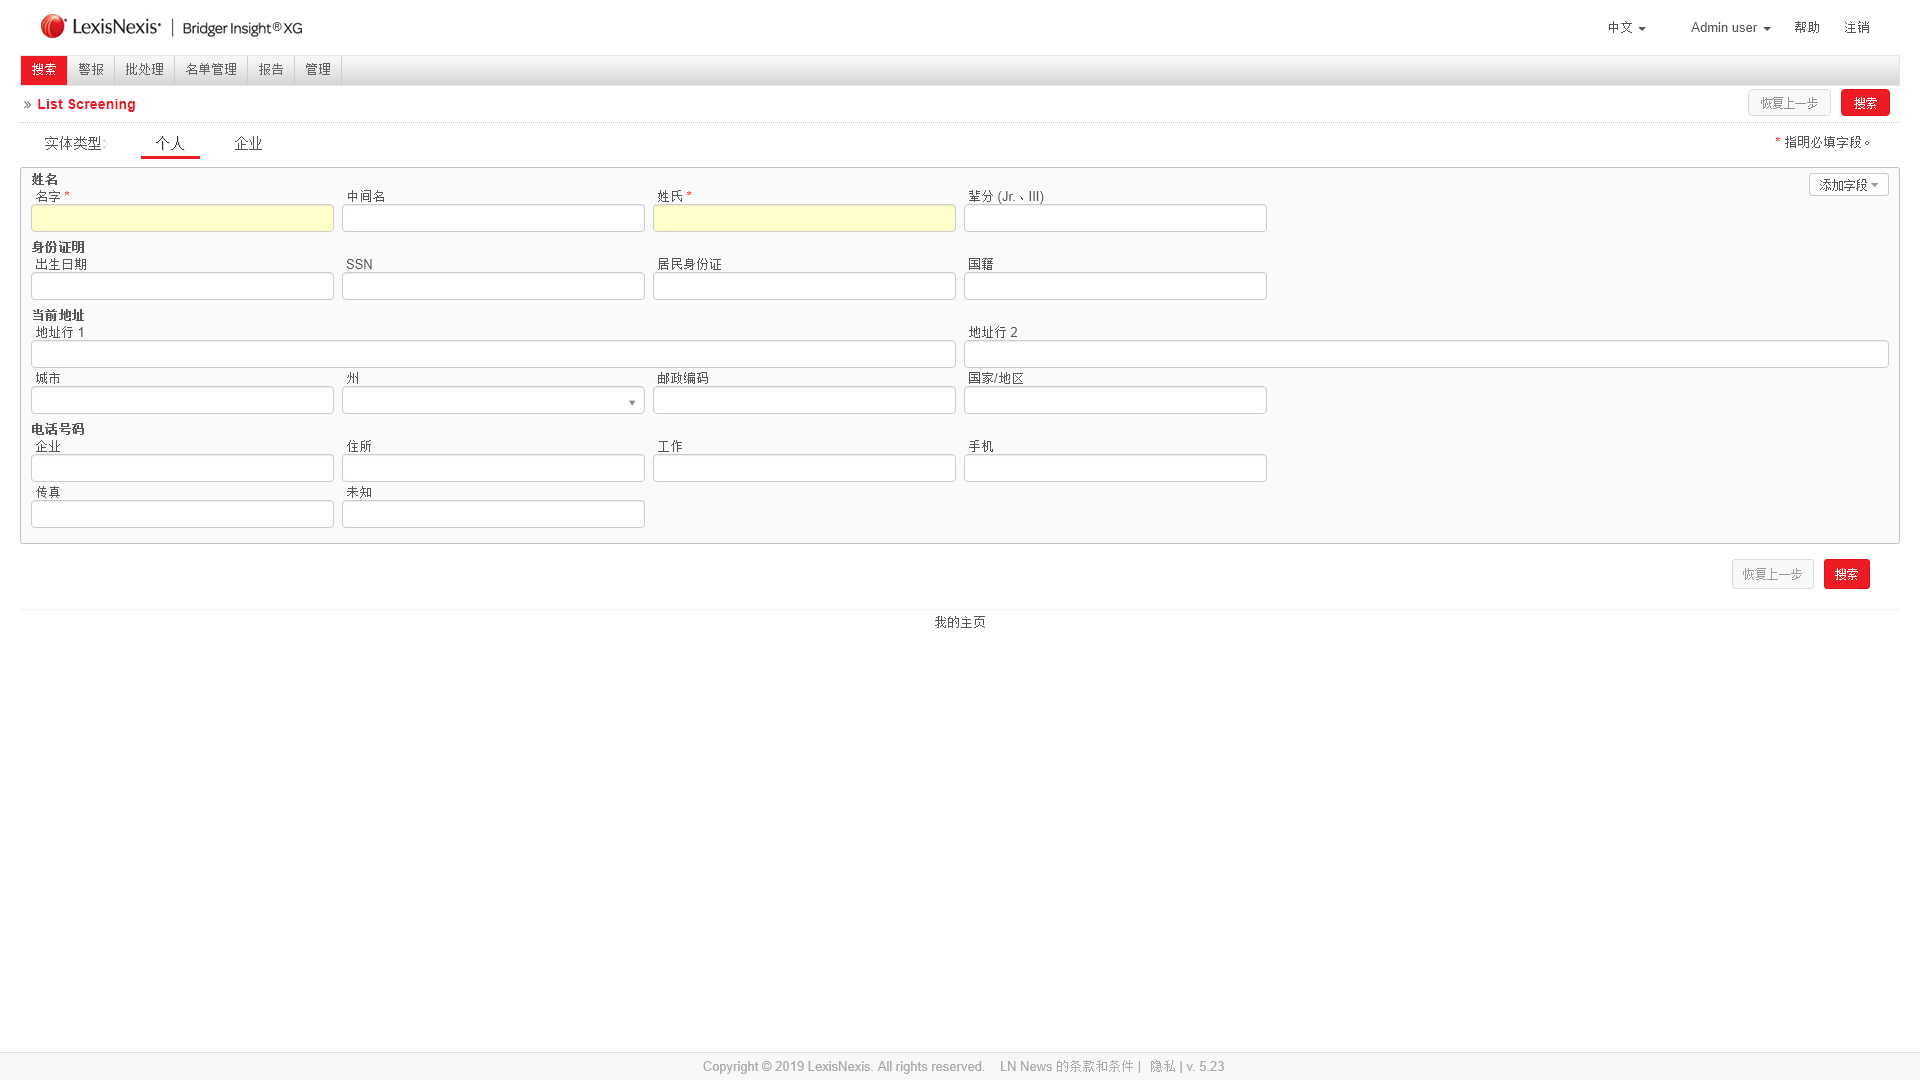 LexisNexis® | Bridger Insight® XG 中文 Admin user 帮助 注销
搜索 警报 批处理 名单管理 报告 管理
» List Screening 恢复上一步 搜索
实体类型: 个人 企业 * 指明必填字段。
姓名 添加字段
名字 * 中间名 姓氏 * 辈分 (Jr.、III)
身份证明
出生日期 SSN 居民身份证 国籍
当前地址
地址行 1 地址行 2
城市 州 邮政编码 国家/地区
电话号码
企业 住所 工作 手机
传真 未知
恢复上一步 搜索
我的主页
Copyright © 2019 LexisNexis. All rights reserved. LN News 的条款和条件 | 隐私 | v. 5.23